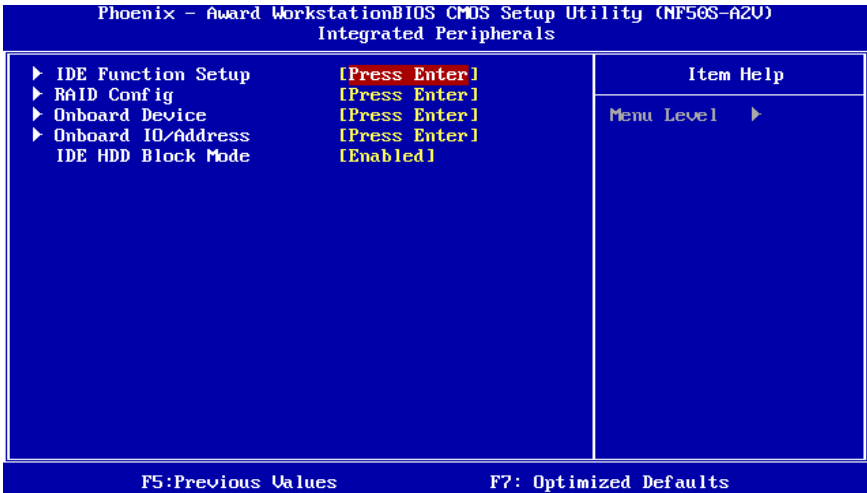 Phoenix - Award WorkstationBIOS CMOS Setup Utility (NF50S-A2V)
Integrated Peripherals
IDE Function Setup [Press Enter]
RAID Config [Press Enter]
Onboard Device [Press Enter]
Onboard IO/Address [Press Enter]
IDE HDD Block Mode [Enabled]
Item Help
Menu Level
F5:Previous Values F7: Optimized Defaults